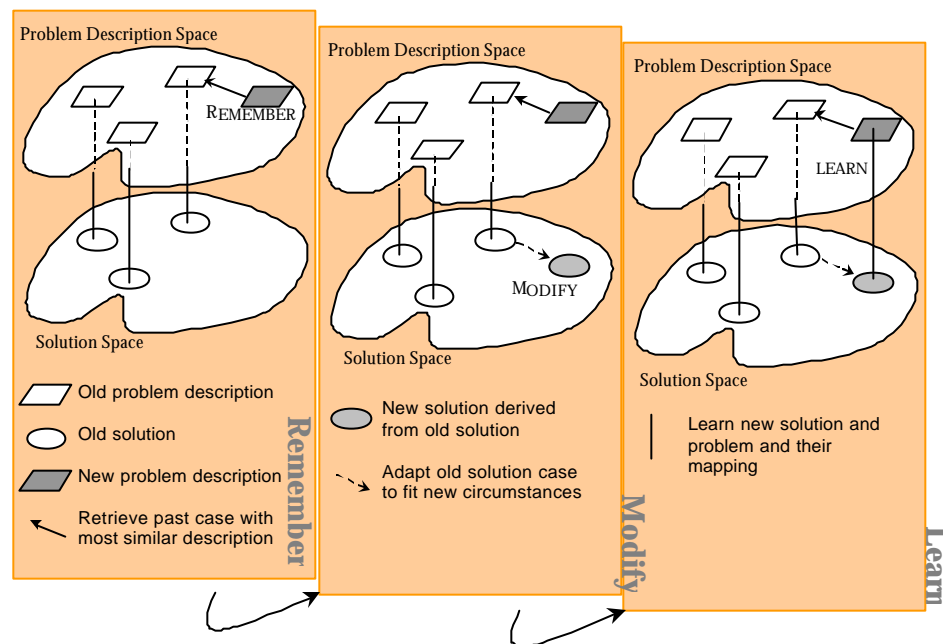 Problem Description Space
REMEMBER
Solution Space
Old problem description
Old solution
New problem description
Retrieve past case with
most similar description
Remember
Problem Description Space
MODIFY
Solution Space
New solution derived
from old solution
Adapt old solution case
to fit new circumstances
Modify
Problem Description Space
LEARN
Solution Space
Learn new solution and
problem and their
mapping
Learn